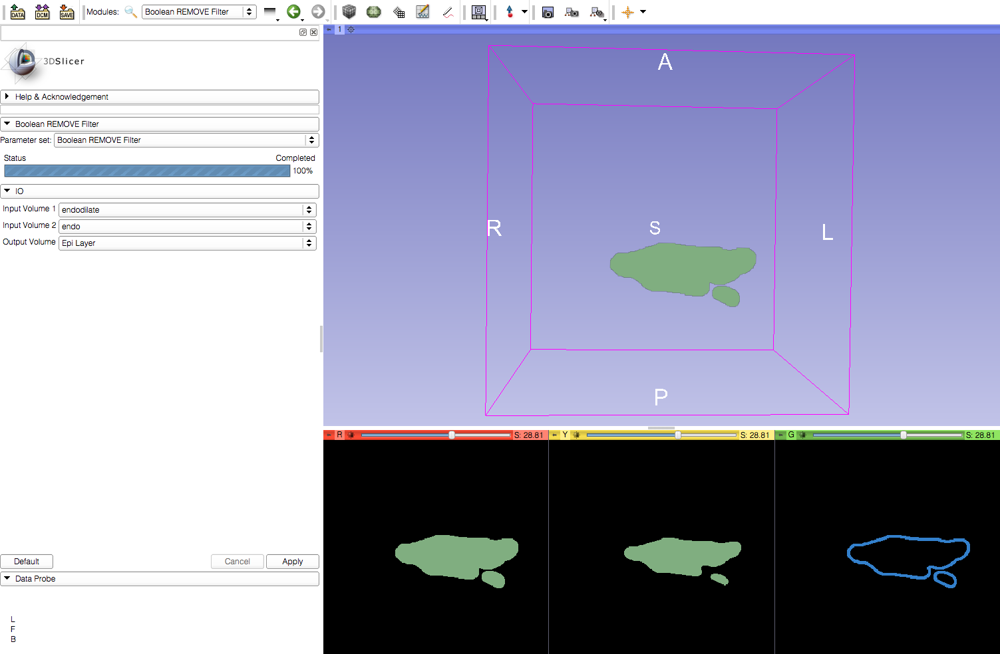 DATA DCM SAVE Modules: Boolean REMOVE Filter
1
3DSlicer
Help & Acknowledgement
Boolean REMOVE Filter
Parameter set: Boolean REMOVE Filter
Status Completed
100%
IO
Input Volume 1 endodilate
Input Volume 2 endo
Output Volume Epi Layer
Default Cancel Apply
Data Probe
L
F
B
A
R S L
P
R S: 28.81 Y S: 28.81 G S: 28.81